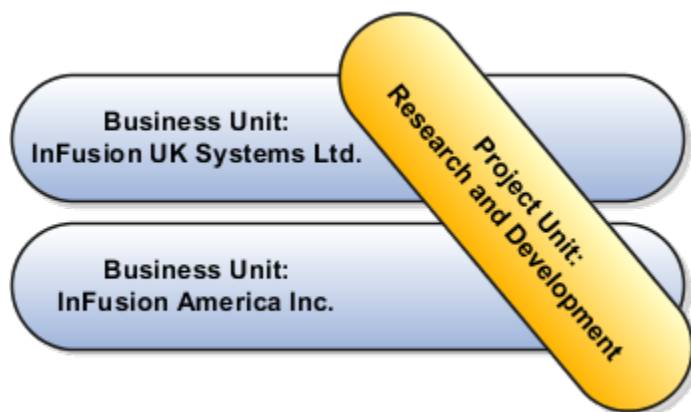 Business Unit:
InFusion UK Systems Ltd.
Project Unit:
Research and Development
Business Unit:
InFusion America Inc.